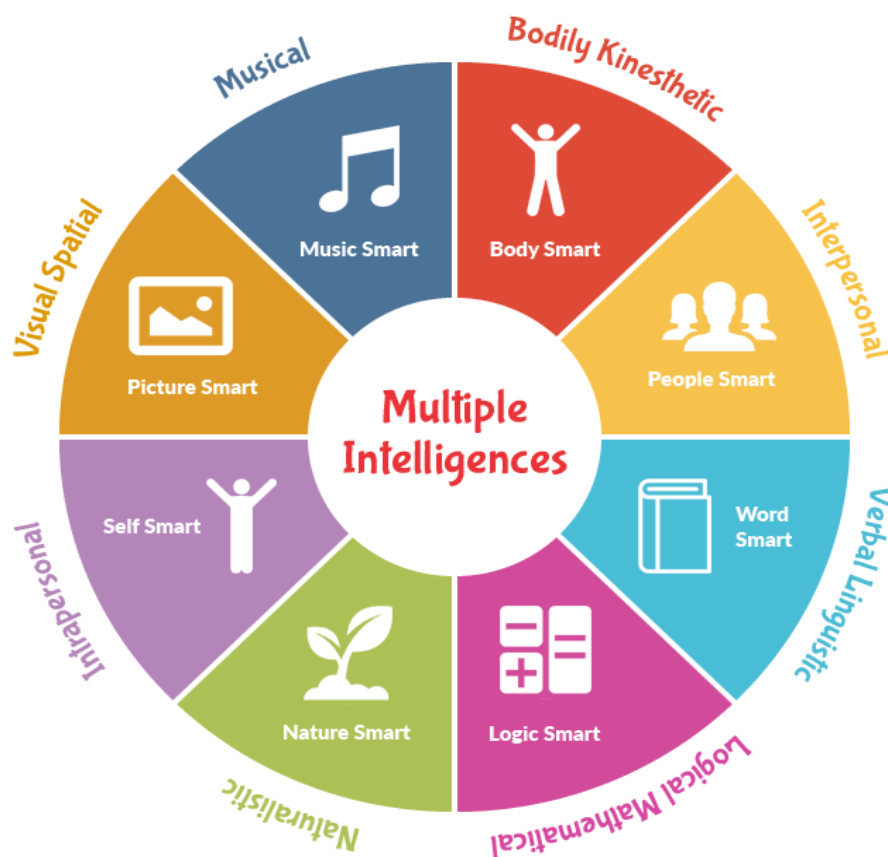 Musical
Bodily Kinesthetic
Music Smart
Body Smart
Visual Spatial
Interpersonal
Picture Smart
People Smart
Multiple
Intelligences
Self Smart
Word
Smart
Intrapersonal
Verbal Linguistic
Nature Smart
Logic Smart
Naturalistic
Logical Mathematical